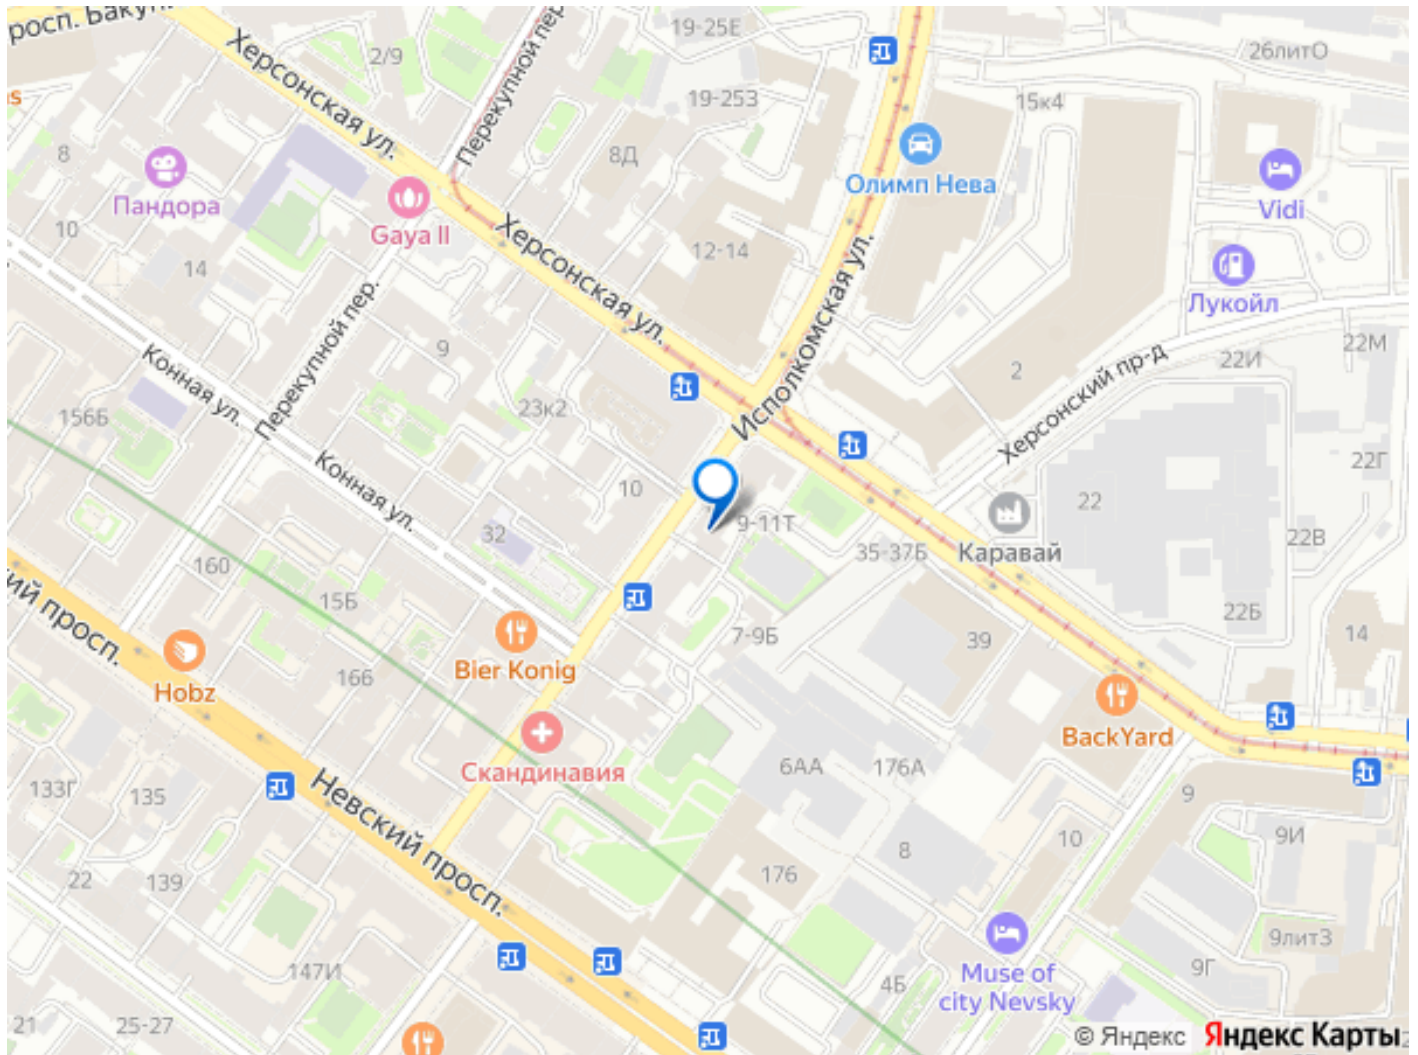 просп. Бакун
19-25Е
26литО
Херсонская ул.
2/9
Перекупной пер.
19-253
15к4
8
Пандора
8Д
Олимп Нева
Vidi
10
Gaya II
14
Херсонская ул.
12-14
Исполкомская ул.
Лукойл
Перекупной пер.
9
Конная ул.
2
Херсонский пр-д
22И
22М
156Б
23к2
Конная ул.
10
22
22Г
32
9-11Т
35-37Б
Каравай
22В
160
15Б
22Б
ий просп.
7-9Б
39
14
Hobz
166
Bier Konig
BackYard
Скандинавия
6АА
176А
133Г
135
Невский просп.
9
22
139
176
8
10
9И
147И
Muse of
city Nevsky
4Б
9Г
9литЗ
21
25-27
© Яндекс Яндекс Карты